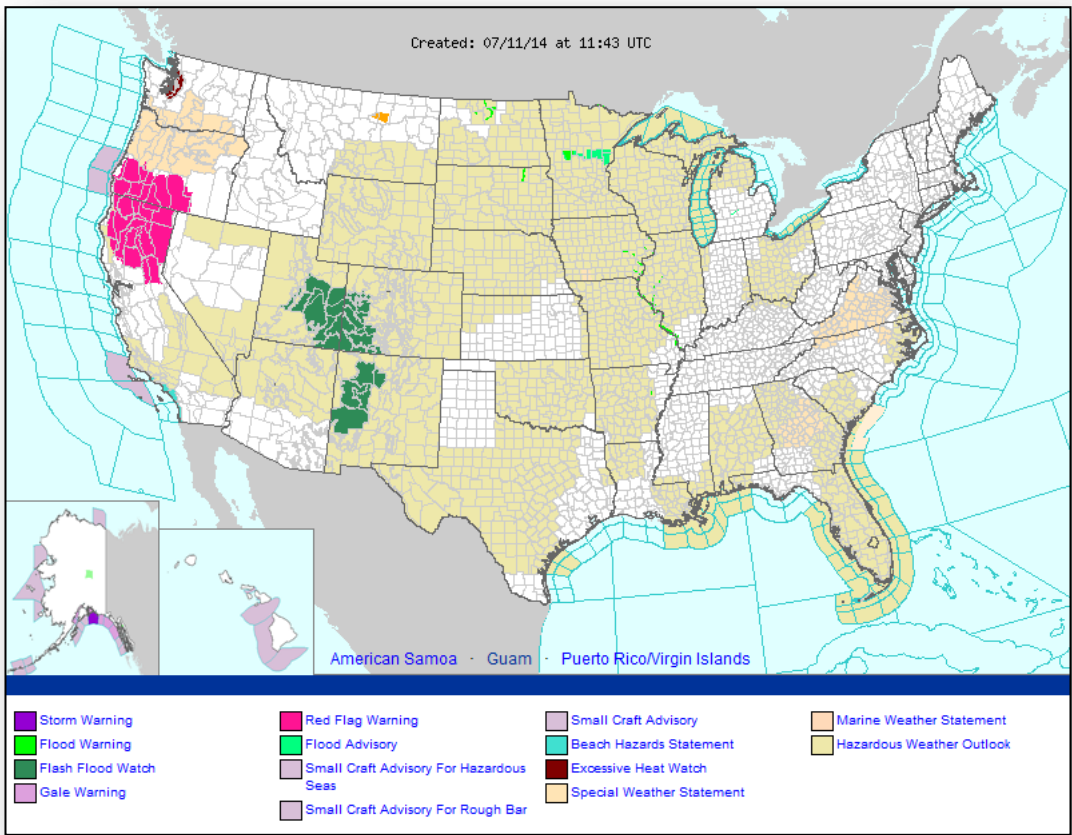 Created: 07/11/14 at 11:43 UTC
American Samoa · Guam · Puerto Rico/Virgin Islands
Storm Warning
Flood Warning
Flash Flood Watch
Gale Warning
Red Flag Warning
Flood Advisory
Small Craft Advisory For Hazardous
Seas
Small Craft Advisory For Rough Bar
Small Craft Advisory
Beach Hazards Statement
Excessive Heat Watch
Special Weather Statement
Marine Weather Statement
Hazardous Weather Outlook